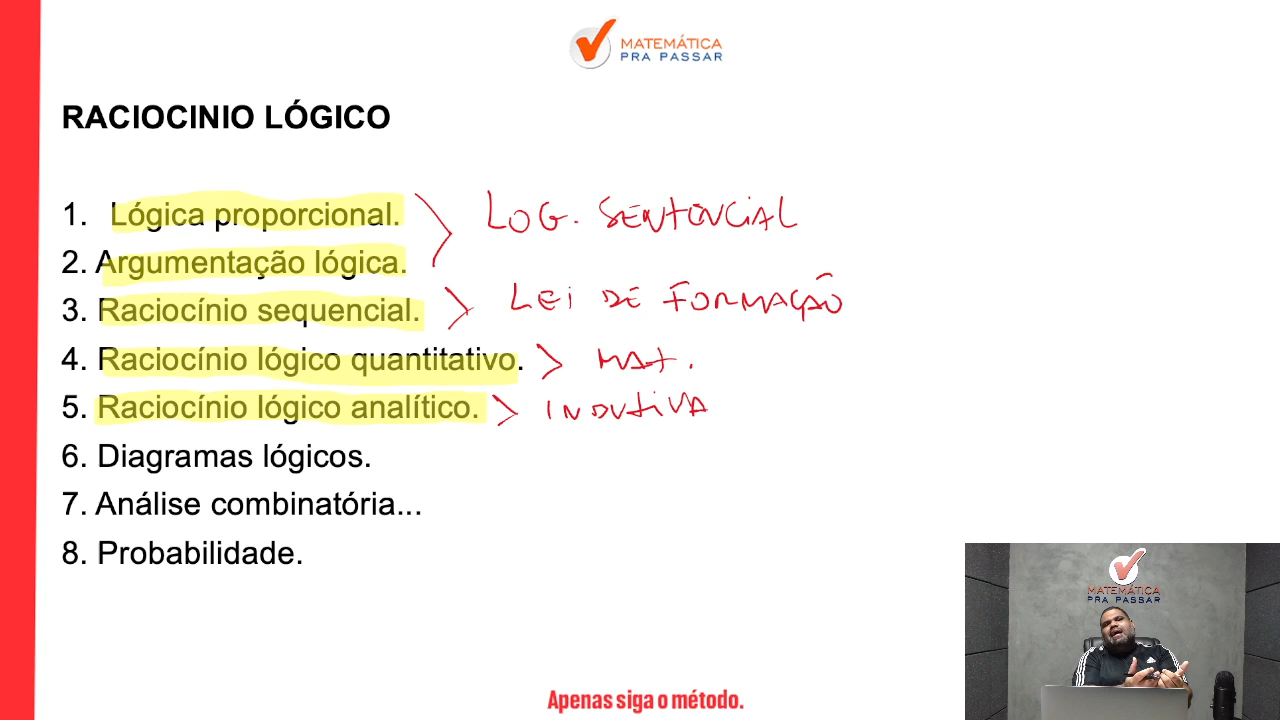 MATEMÁTICA
PRA PASSAR
RACIOCINIO LÓGICO
1. Lógica proporcional. LOG. SENTENCIAL
2. Argumentação lógica.
3. Raciocínio sequencial. LEI DE FORMAÇÃO
4. Raciocínio lógico quantitativo. MAT.
5. Raciocínio lógico analítico. INDUTIVA
6. Diagramas lógicos.
7. Análise combinatória...
8. Probabilidade.
MATEMÁTICA
PRA PASSAR
Apenas siga o método.